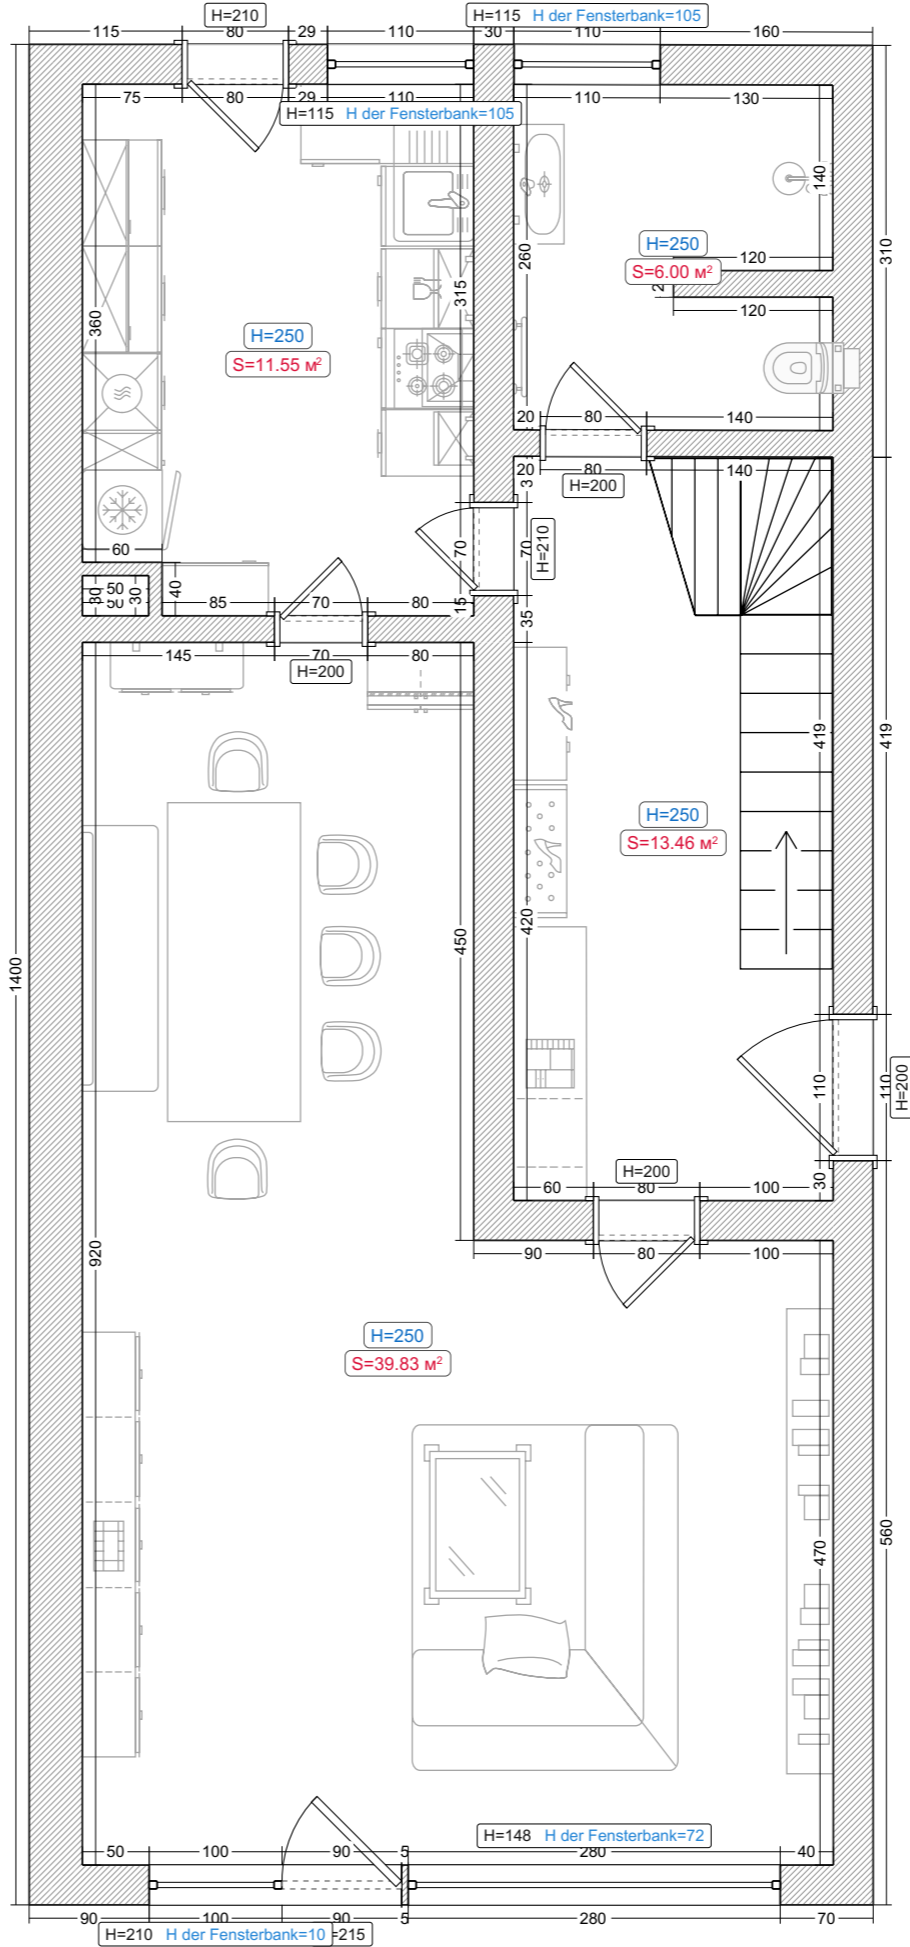 H=210
H=115 H der Fensterbank=105
115 80 29 110 30 110 160
75 80 29 110 110 130
H=115 H der Fensterbank=105
140
310
H=250
S=6.00 м²
120
260
315
360
H=250
S=11.55 м²
120
20 80 140
20 80 140
H=200
60
70
70
H=210
50
50
30
30
40
15
35
85 70 80
145 70 80
H=200
419
419
H=250
S=13.46 м²
420
450
1400
110
110
H=200
30
H=200
60 80 100
90 80 100
920
H=250
S=39.83 м²
470
560
H=148 H der Fensterbank=72
50 100 90 5 280 40
90 100 90 5 280 70
H=210 H der Fensterbank=10
=215